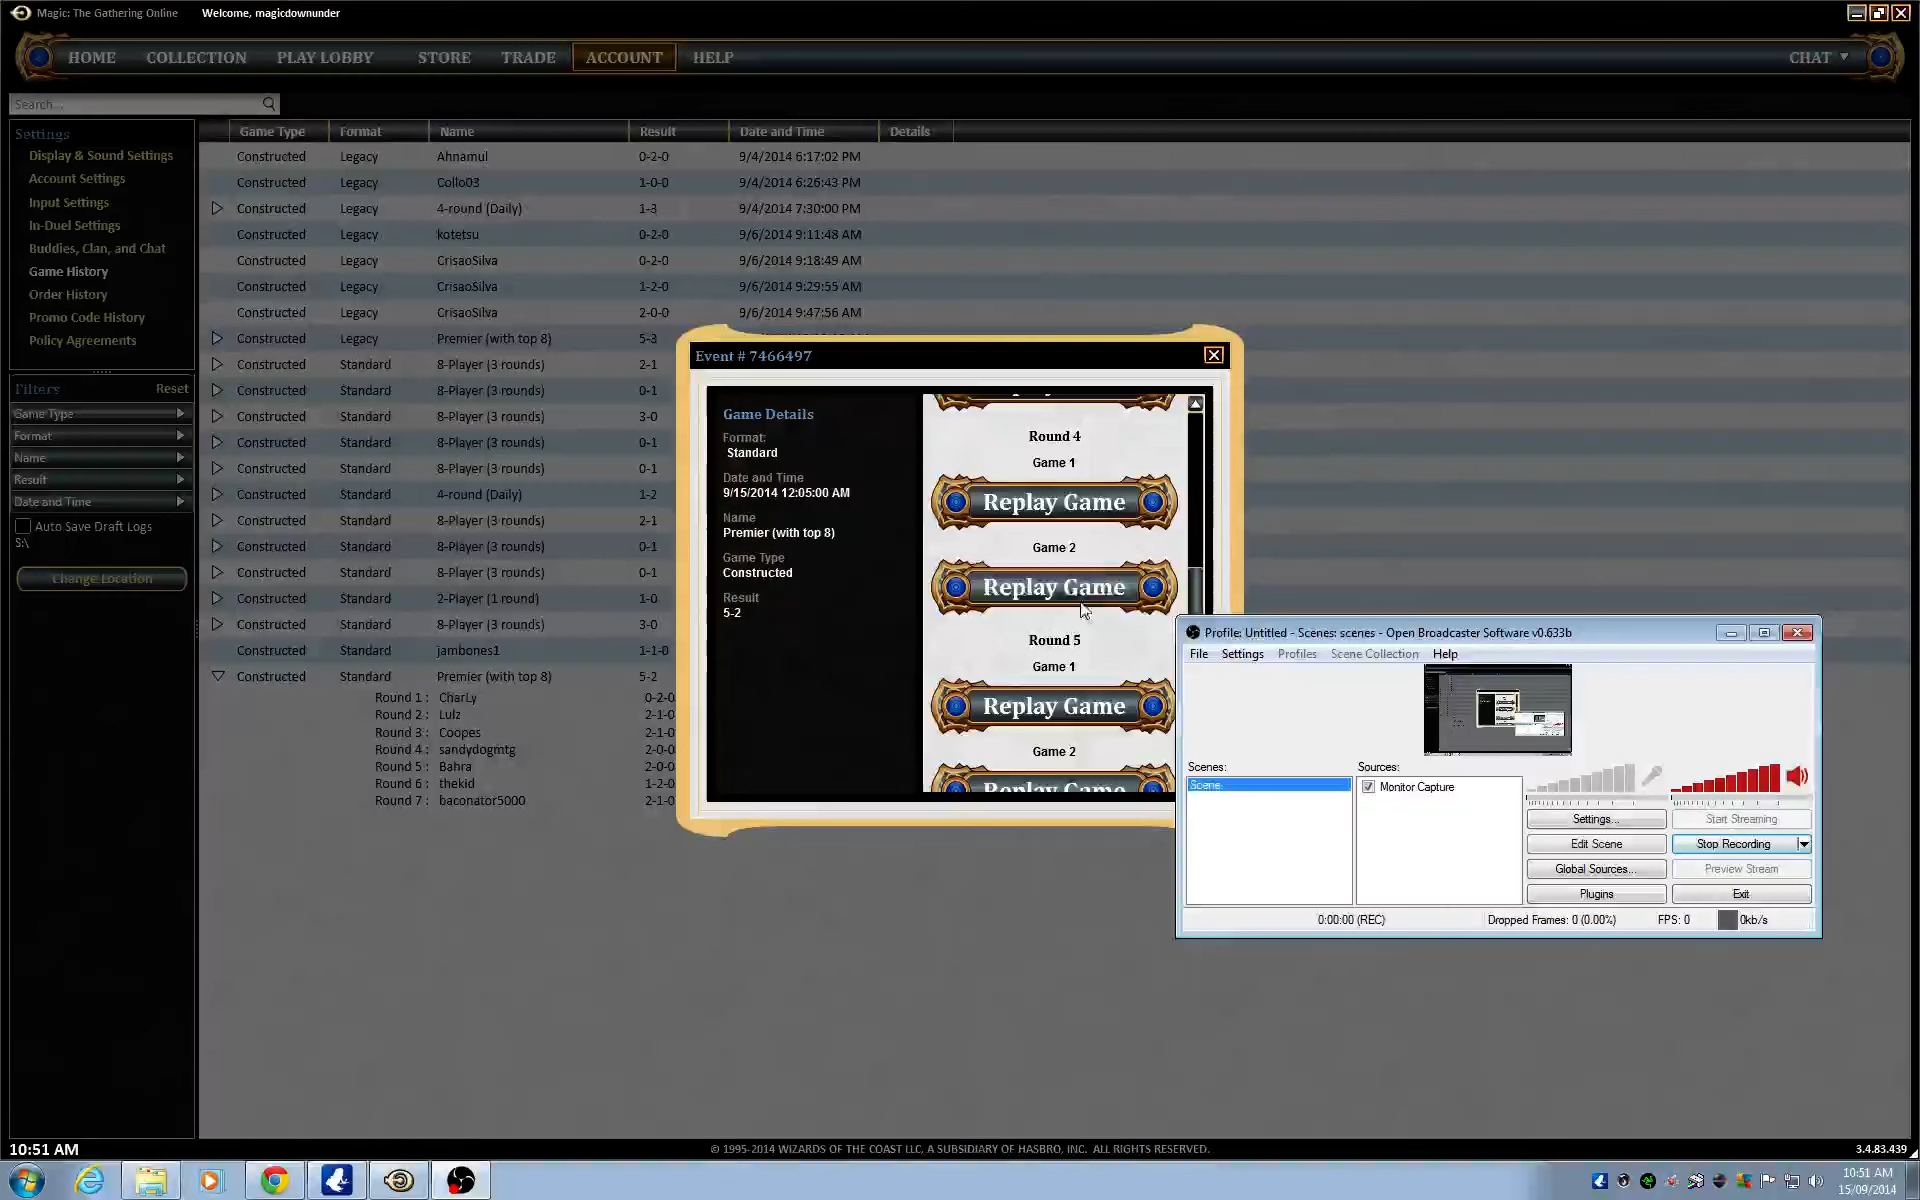 Magic: The Gathering Online Welcome, magicdownunder
HOME COLLECTION PLAY LOBBY STORE TRADE ACCOUNT HELP CHAT
Search...
Settings
Display & Sound Settings
Account Settings
Input Settings
In-Duel Settings
Buddies, Clan, and Chat
Game History
Order History
Promo Code History
Policy Agreements
Filters Reset
Game Type
Format
Name
Result
Date and Time
Auto Save Draft Logs
S:\
Change Location
Game Type Format Name Result Date and Time Details
Constructed Legacy Ahnamul 0-2-0 9/4/2014 6:17:02 PM
Constructed Legacy Collo03 1-0-0 9/4/2014 6:26:43 PM
Constructed Legacy 4-round (Daily) 1-3 9/4/2014 7:30:00 PM
Constructed Legacy kotetsu 0-2-0 9/6/2014 9:11:48 AM
Constructed Legacy CrisaoSilva 0-2-0 9/6/2014 9:18:49 AM
Constructed Legacy CrisaoSilva 1-2-0 9/6/2014 9:29:55 AM
Constructed Legacy CrisaoSilva 2-0-0 9/6/2014 9:47:56 AM
Constructed Legacy Premier (with top 8) 5-3
Constructed Standard 8-Player (3 rounds) 2-1
Constructed Standard 8-Player (3 rounds) 0-1
Constructed Standard 8-Player (3 rounds) 3-0
Constructed Standard 8-Player (3 rounds) 0-1
Constructed Standard 8-Player (3 rounds) 0-1
Constructed Standard 4-round (Daily) 1-2
Constructed Standard 8-Player (3 rounds) 2-1
Constructed Standard 8-Player (3 rounds) 0-1
Constructed Standard 8-Player (3 rounds) 0-1
Constructed Standard 2-Player (1 round) 1-0
Constructed Standard 8-Player (3 rounds) 3-0
Constructed Standard jambones1 1-1-0
Constructed Standard Premier (with top 8) 5-2
Round 1 : CharLy 0-2-0
Round 2 : Lulz 2-1-0
Round 3 : Coopes 2-1-0
Round 4 : sandydogmtg 2-0-0
Round 5 : Bahra 2-0-0
Round 6 : thekid 1-2-0
Round 7 : baconator5000 2-1-0
Event # 7466497
Game Details
Format:
Standard
Date and Time
9/15/2014 12:05:00 AM
Name
Premier (with top 8)
Game Type
Constructed
Result
5-2
Round 4
Game 1
Replay Game
Game 2
Replay Game
Round 5
Game 1
Replay Game
Game 2
Replay Game
Profile: Untitled - Scenes: scenes - Open Broadcaster Software v0.633b
File Settings Profiles Scene Collection Help
Scenes: Sources:
Scene
Monitor Capture
Settings... Start Streaming
Edit Scene Stop Recording
Global Sources... Preview Stream
Plugins Exit
0:00:00 (REC) Dropped Frames: 0 (0.00%) FPS: 0 0kb/s
10:51 AM © 1995-2014 WIZARDS OF THE COAST LLC, A SUBSIDIARY OF HASBRO, INC. ALL RIGHTS RESERVED. 3.4.83.439
10:51 AM
15/09/2014